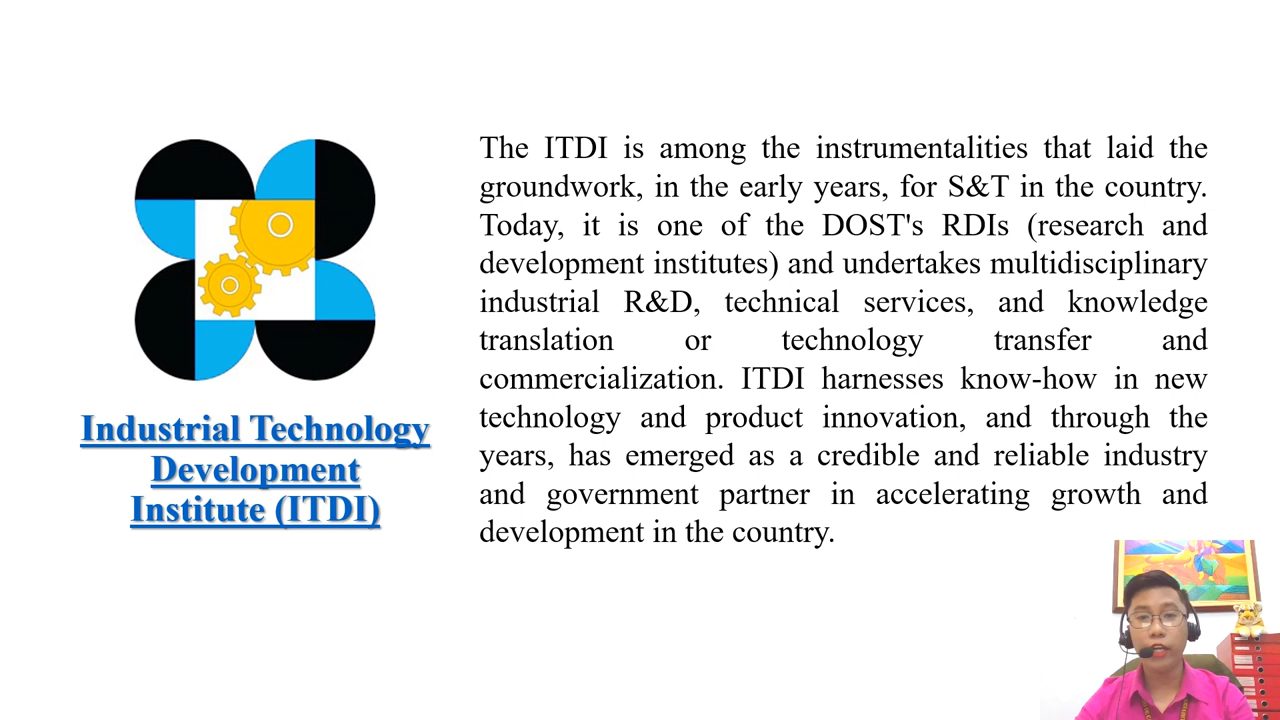 The ITDI is among the instrumentalities that laid the
groundwork, in the early years, for S&T in the country.
Today, it is one of the DOST's RDIs (research and
development institutes) and undertakes multidisciplinary
industrial R&D, technical services, and knowledge
translation or technology transfer and
commercialization. ITDI harnesses know-how in new
technology and product innovation, and through the
years, has emerged as a credible and reliable industry
and government partner in accelerating growth and
development in the country.
Industrial Technology
Development
Institute (ITDI)